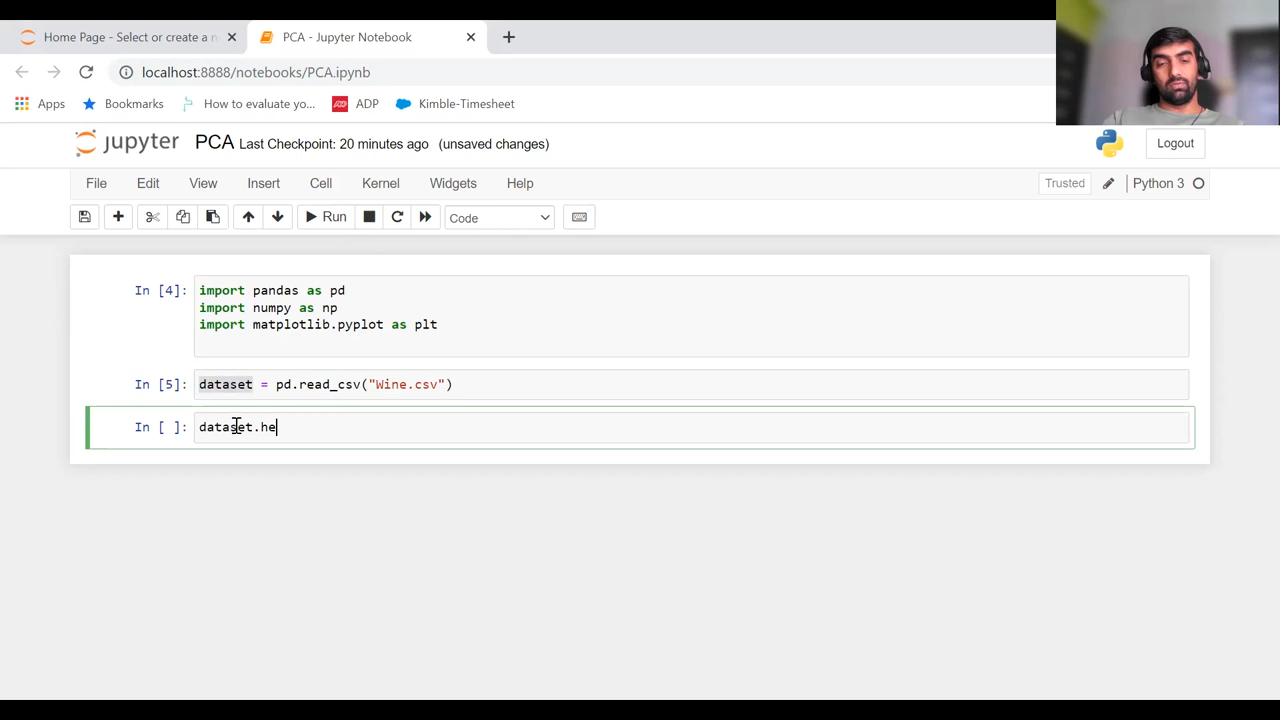 Home Page - Select or create a n
PCA - Jupyter Notebook
localhost:8888/notebooks/PCA.ipynb
Apps
Bookmarks
How to evaluate yo...
ADP
ADP
Kimble-Timesheet
jupyter
PCA Last Checkpoint: 20 minutes ago (unsaved changes)
Logout
File Edit View Insert Cell Kernel Widgets Help
Trusted
Python 3
Run
Code
In [4]: import pandas as pd
import numpy as np
import matplotlib.pyplot as plt
In [5]: dataset = pd.read_csv("Wine.csv")
In [ ]: dataset.he